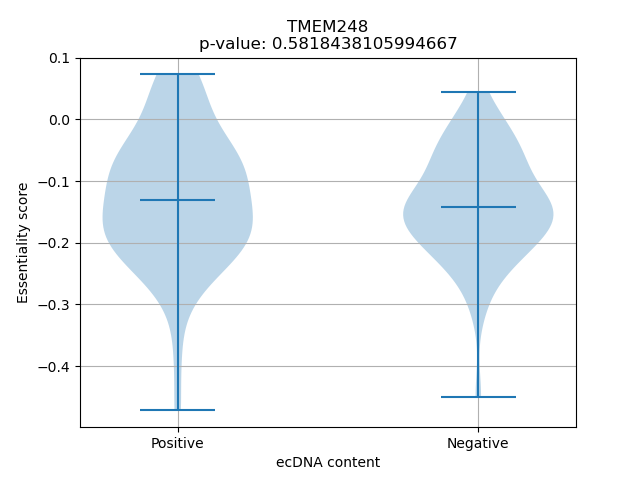 TMEM248
p-value: 0.5818438105994667
0.1
0.0
−0.1
−0.2
−0.3
−0.4
Essentiality score
Positive
Negative
ecDNA content